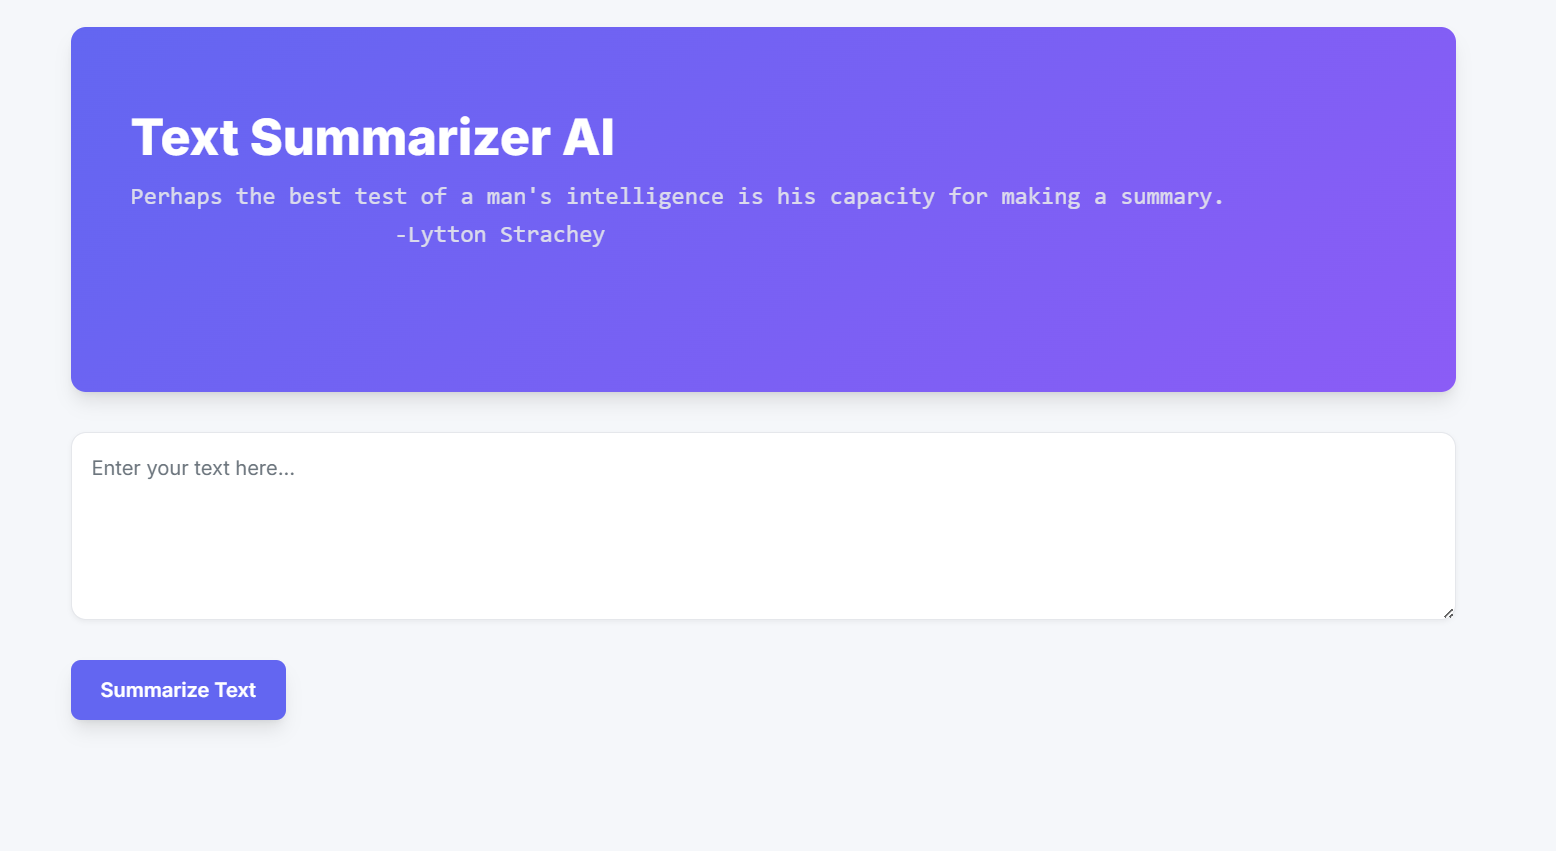 Text Summarizer AI
Perhaps the best test of a man's intelligence is his capacity for making a summary.
-Lytton Strachey
Enter your text here...
Summarize Text